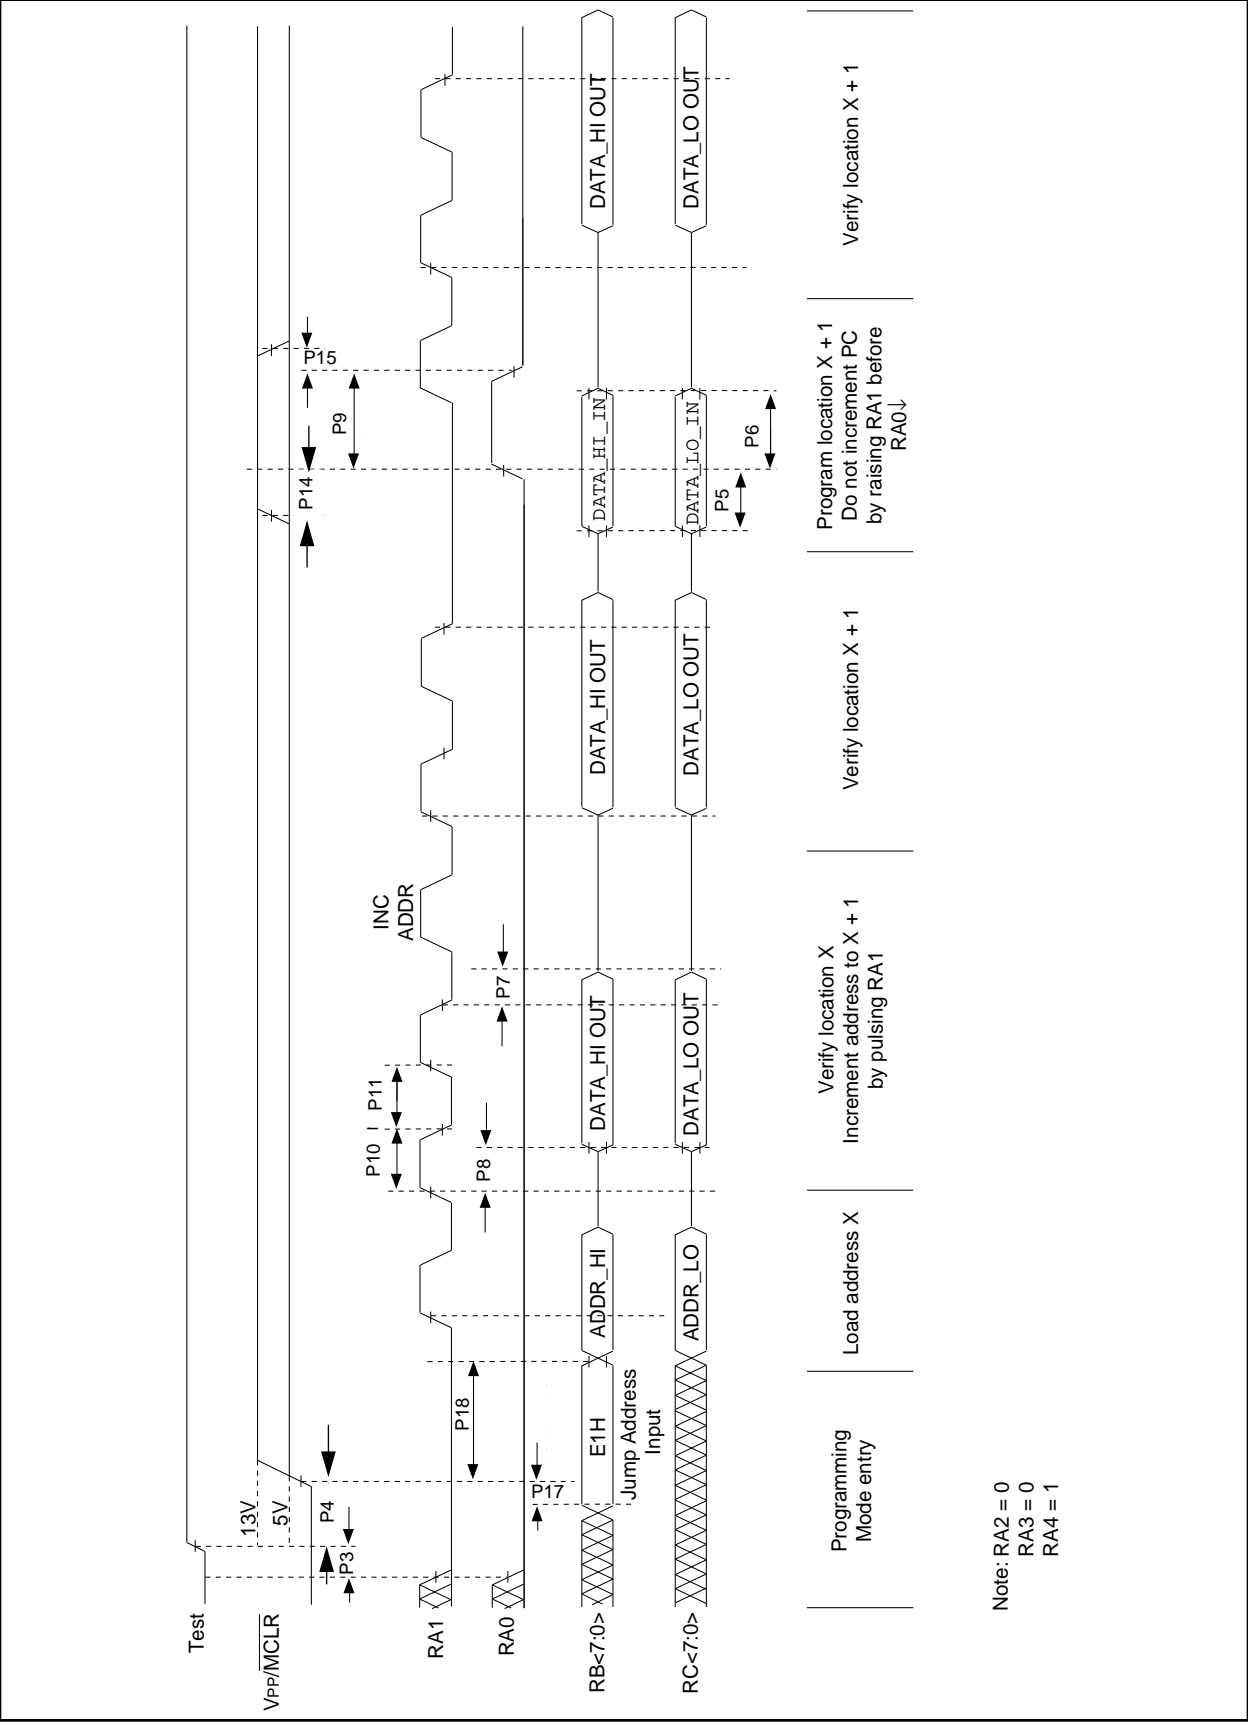 Test
VPP/MCLR
13V
5V
P3
P4
P14
P15
P9
RA1
P10
P11
INC
ADDR
RA0
P18
P17
P8
P7
RB<7:0>
E1H
ADDR_HI
DATA_HI OUT
DATA_HI OUT
DATA_HI_IN
DATA_HI OUT
Jump Address
Input
RC<7:0>
ADDR_LO
DATA_LO OUT
DATA_LO OUT
DATA_LO_IN
DATA_LO OUT
P5
P6
Programming
Mode entry
Load address X
Verify location X
Increment address to X + 1
by pulsing RA1
Verify location X + 1
Program location X + 1
Do not increment PC
by raising RA1 before
RA0↓
Verify location X + 1
Note: RA2 = 0
RA3 = 0
RA4 = 1